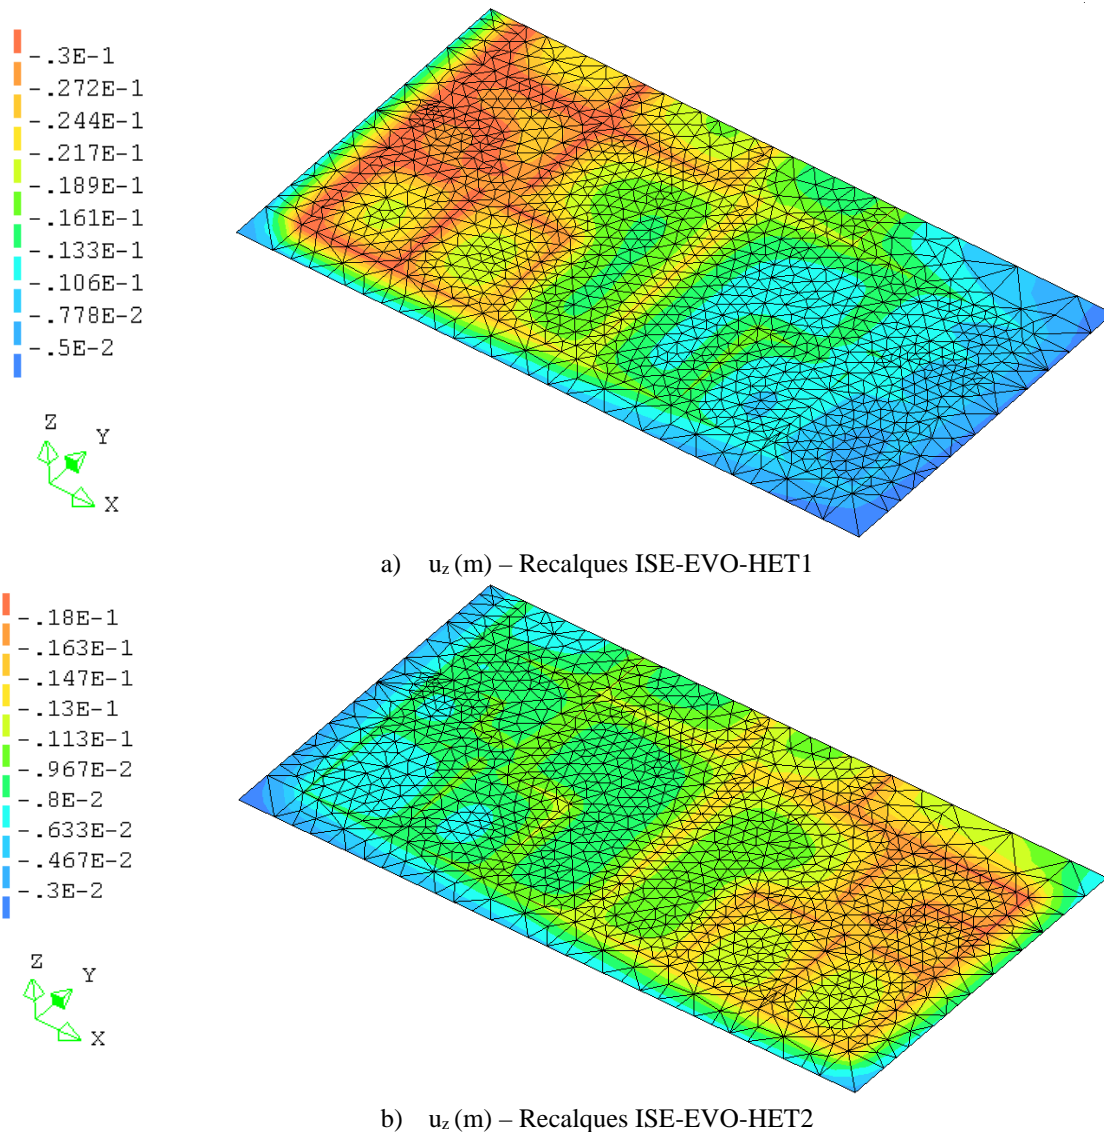 -.3E-1
-.272E-1
-.244E-1
-.217E-1
-.189E-1
-.161E-1
-.133E-1
-.106E-1
-.778E-2
-.5E-2
Z
Y
X
a) uz (m) – Recalques ISE-EVO-HET1
-.18E-1
-.163E-1
-.147E-1
-.13E-1
-.113E-1
-.967E-2
-.8E-2
-.633E-2
-.467E-2
-.3E-2
Z
Y
X
b) uz (m) – Recalques ISE-EVO-HET2